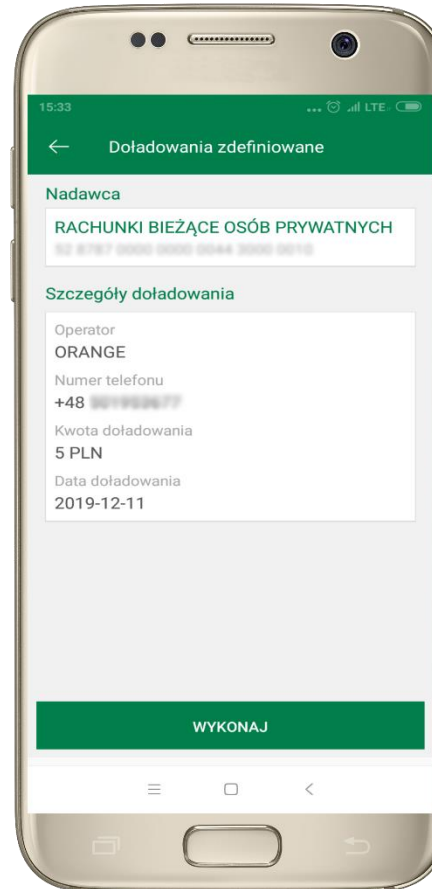 15:33
... LTE
Doładowania zdefiniowane
Nadawca
RACHUNKI BIEŻĄCE OSÓB PRYWATNYCH
Szczegóły doładowania
Operator
ORANGE
Numer telefonu
+48
Kwota doładowania
5 PLN
Data doładowania
2019-12-11
WYKONAJ